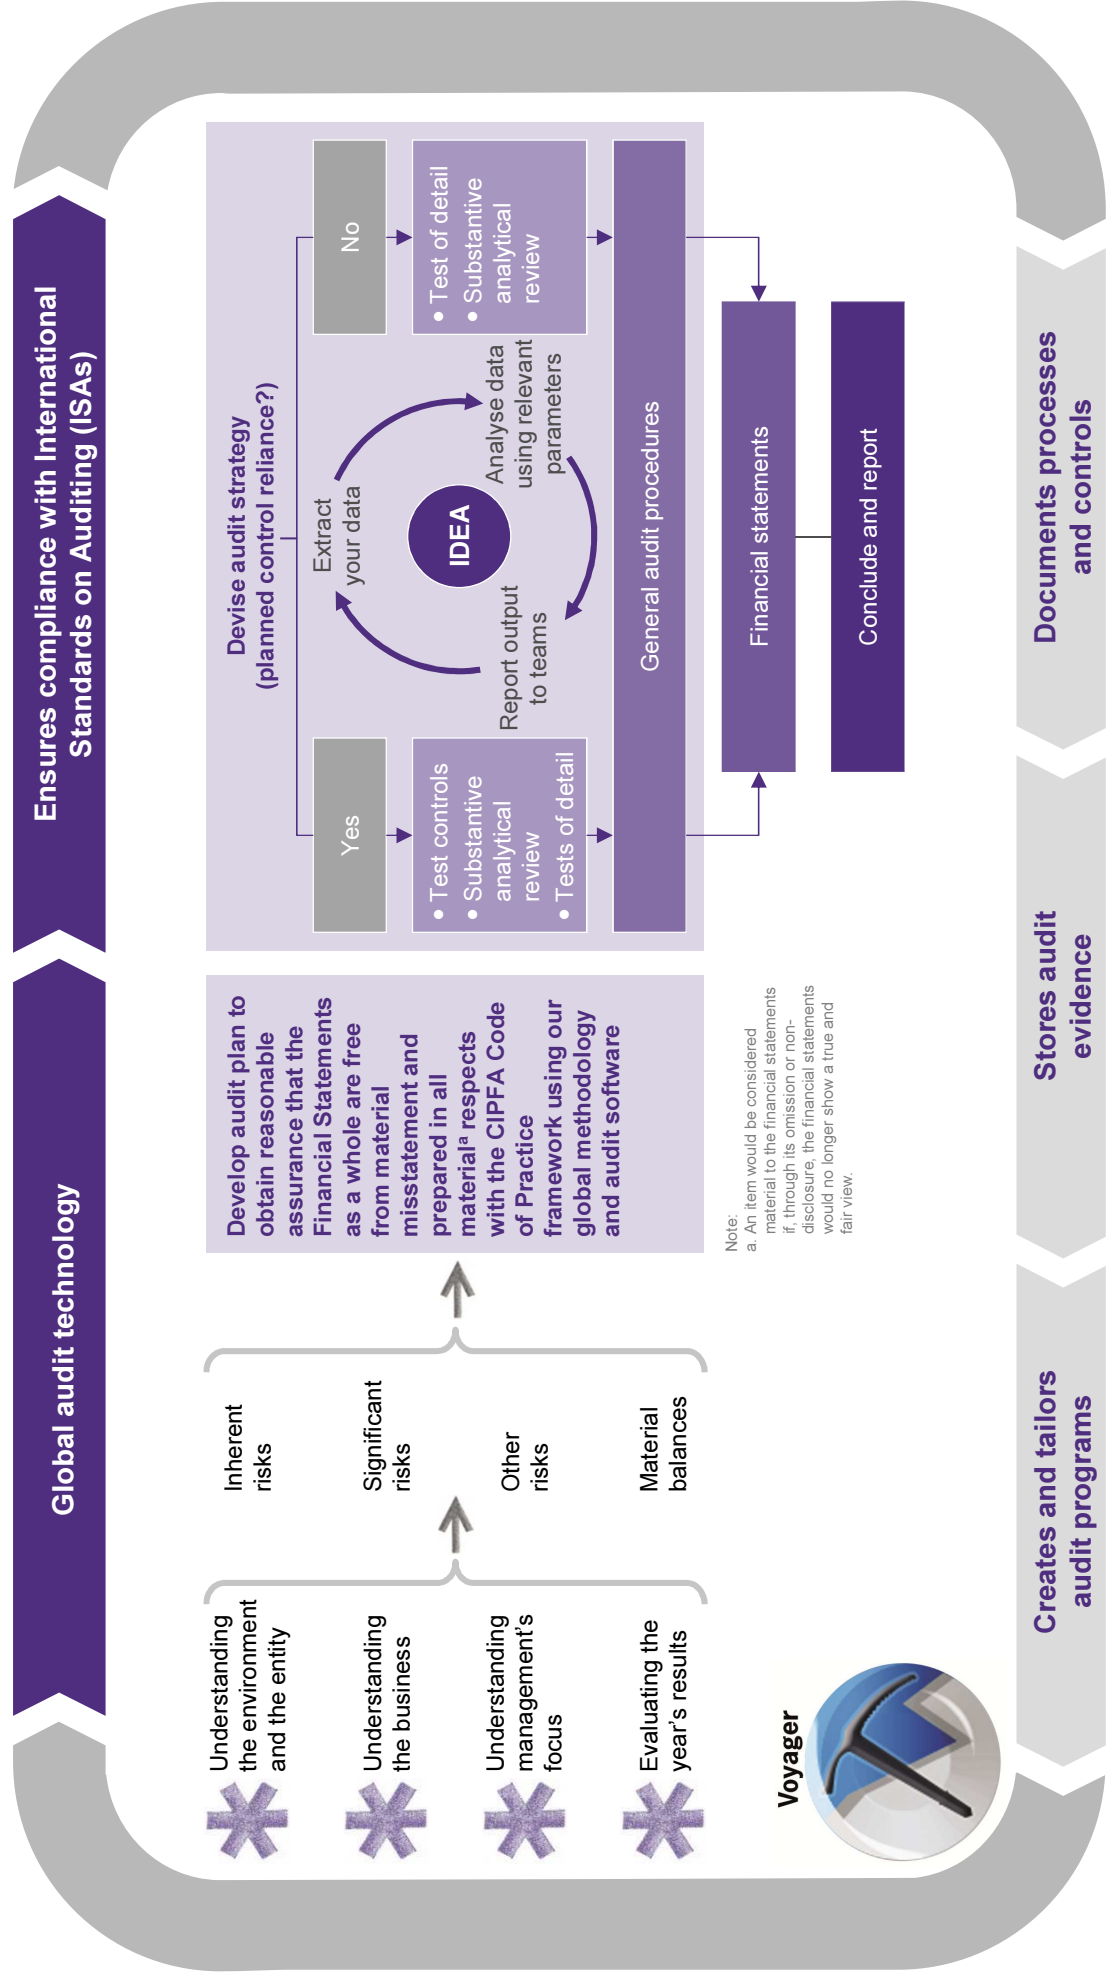 Global audit technology
Ensures compliance with International
Standards on Auditing (ISAs)
Understanding
the environment
and the entity
Understanding
the business
Understanding
management’s
focus
Evaluating the
year’s results
Inherent
risks
Significant
risks
Other
risks
Material
balances
Develop audit plan to
obtain reasonable
assurance that the
Financial Statements
as a whole are free
from material
misstatement and
prepared in all
materialª respects
with the CIPFA Code
of Practice
framework using our
global methodology
and audit software
Note:
a. An item would be considered
material to the financial statements
if, through its omission or non-
disclosure, the financial statements
would no longer show a true and
fair view.
Devise audit strategy
(planned control reliance?)
Yes
No
• Test controls
• Substantive
analytical
review
• Tests of detail
Extract
your data
IDEA
Analyse data
using relevant
parameters
Report output
to teams
• Test of detail
• Substantive
analytical
review
General audit procedures
Financial statements
Conclude and report
Voyager
Creates and tailors
audit programs
Stores audit
evidence
Documents processes
and controls